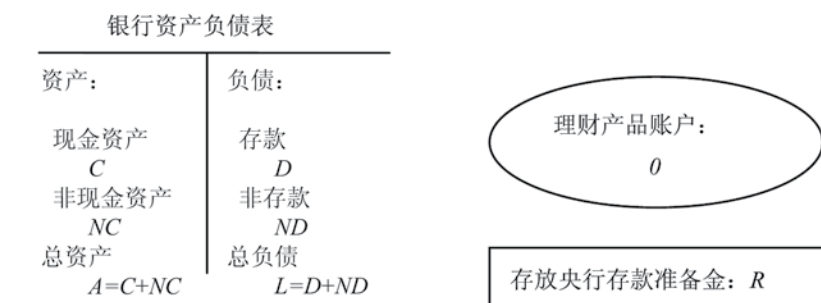 银行资产负债表
资产： 负债：
现金资产 存款
C D
非现金资产 非存款
NC ND
总资产 总负债
A=C+NC L=D+ND
理财产品账户：
0
存放央行存款准备金：R